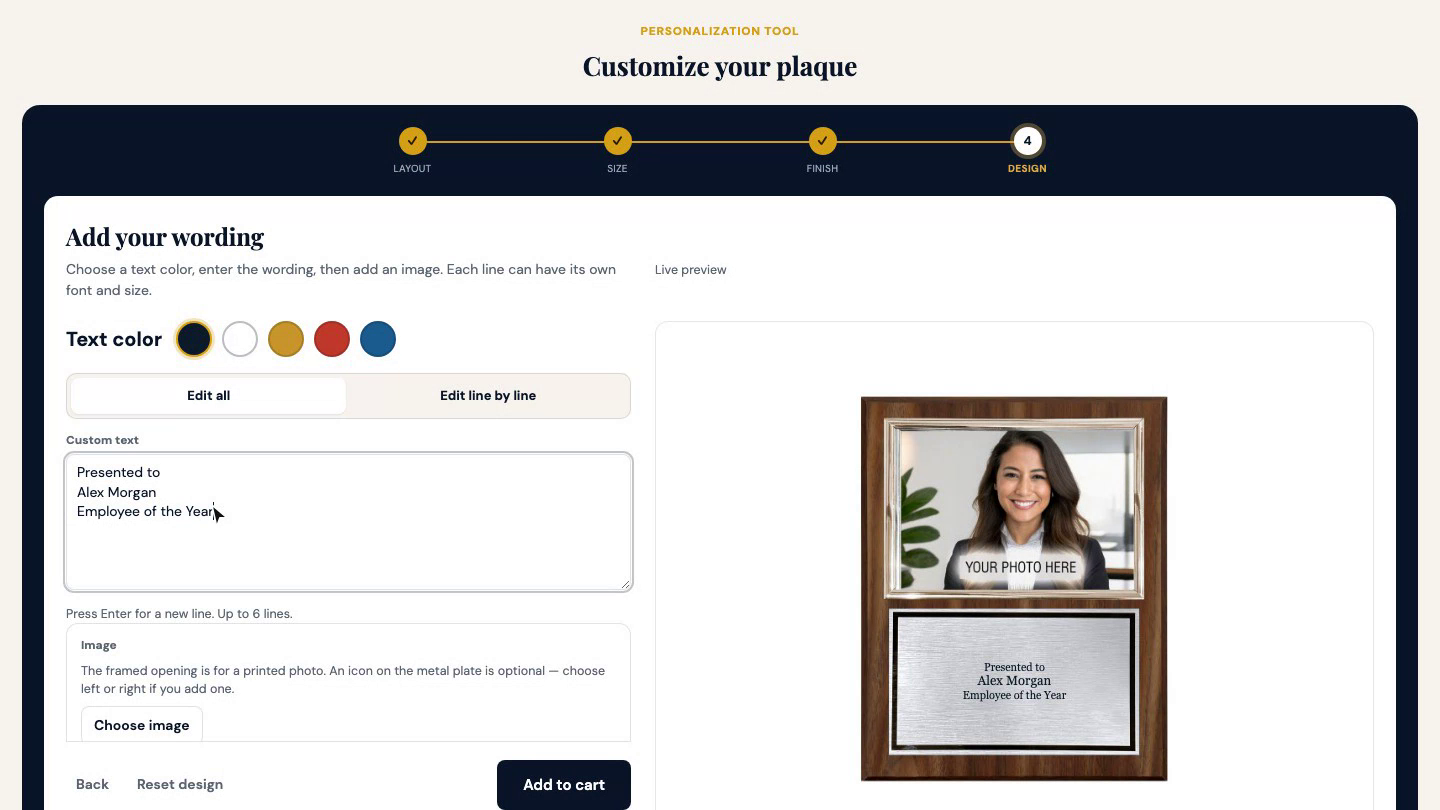 PERSONALIZATION TOOL
Customize your plaque
4
LAYOUT
SIZE
FINISH
DESIGN
Add your wording
Choose a text color, enter the wording, then add an image. Each line can have its own
font and size.
Live preview
Text color
Edit all
Edit line by line
Custom text
Presented to
Alex Morgan
Employee of the Year
Press Enter for a new line. Up to 6 lines.
Image
The framed opening is for a printed photo. An icon on the metal plate is optional — choose
left or right if you add one.
Choose image
Back
Reset design
Add to cart
YOUR PHOTO HERE
Presented to
Alex Morgan
Employee of the Year